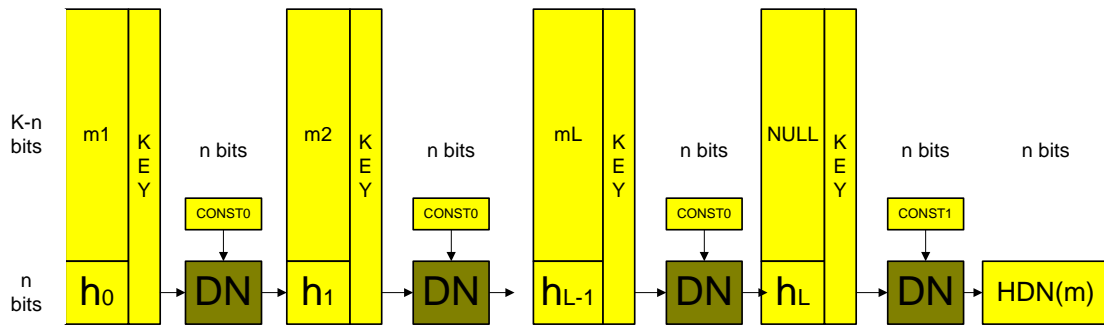 K-n
bits
m1
K
E
Y
n bits
m2
K
E
Y
n bits
mL
K
E
Y
n bits
NULL
K
E
Y
n bits
n bits
CONST0
CONST0
CONST0
CONST1
n
bits
h0
DN
h1
DN
hL-1
DN
hL
DN
HDN(m)